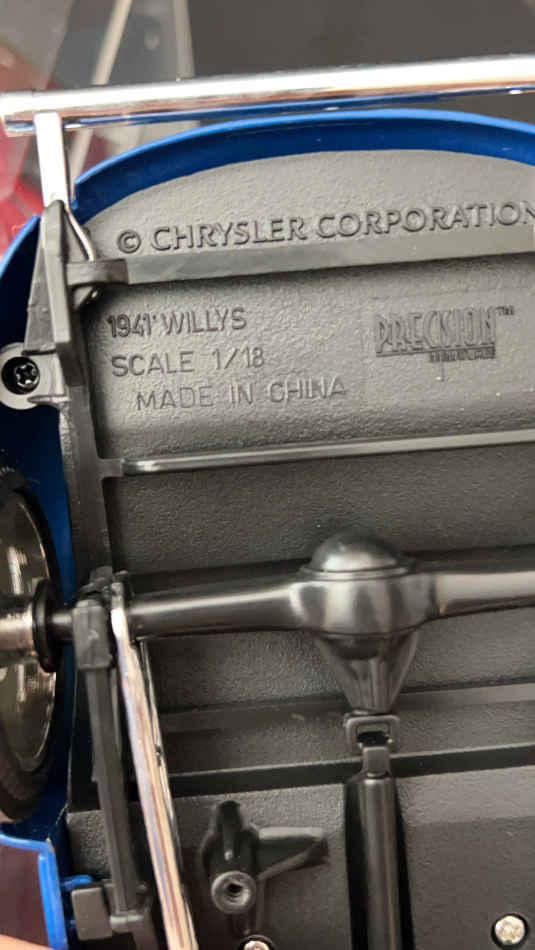 © CHRYSLER CORPORATION
1941 WILLYS
PRECISION™
SCALE 1/18
MADE IN CHINA